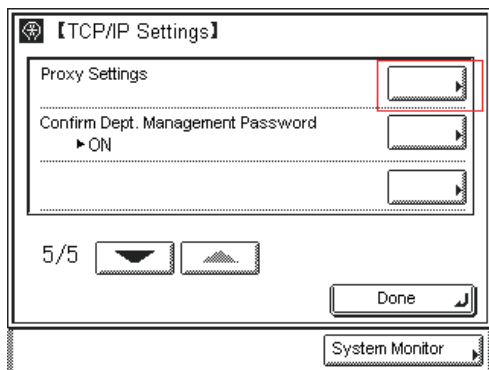 【TCP/IP Settings】
Proxy Settings
Confirm Dept. Management Password
▶ON
5/5
Done
System Monitor